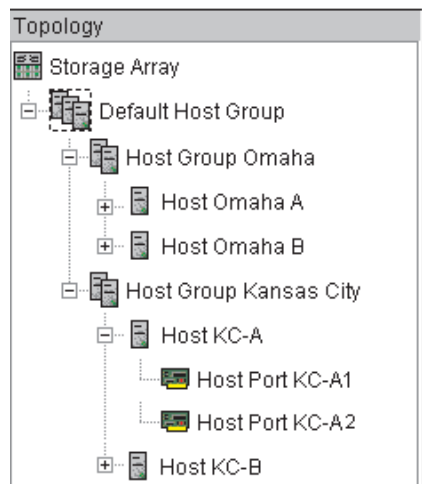 Topology
Storage Array
Default Host Group
Host Group Omaha
Host Omaha A
Host Omaha B
Host Group Kansas City
Host KC-A
Host Port KC-A1
Host Port KC-A2
Host KC-B